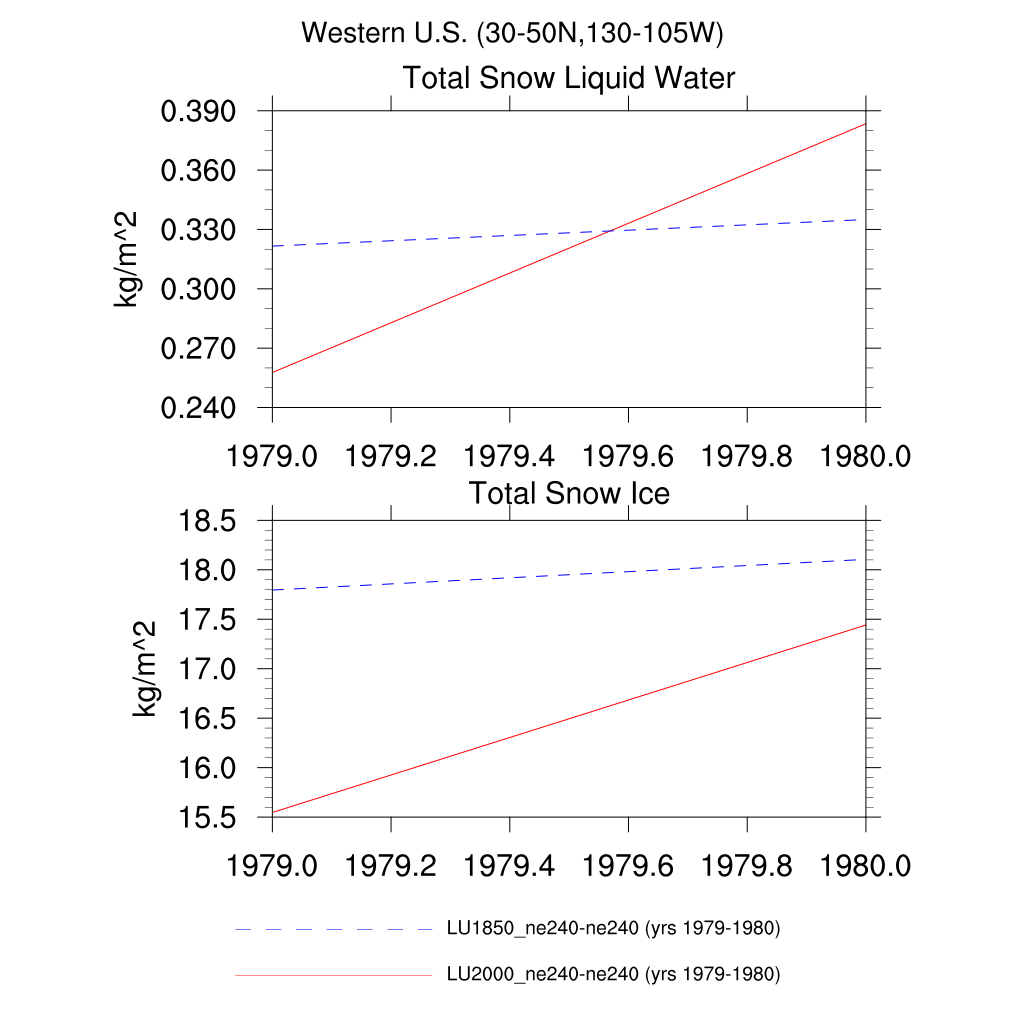 Western U.S. (30-50N,130-105W)
Total Snow Liquid Water
0.390
0.360
0.330
0.300
0.270
0.240
kg/m^2
1979.0 1979.2 1979.4 1979.6 1979.8 1980.0
Total Snow Ice
18.5
18.0
17.5
17.0
16.5
16.0
15.5
kg/m^2
1979.0 1979.2 1979.4 1979.6 1979.8 1980.0
LU1850_ne240-ne240 (yrs 1979-1980)
LU2000_ne240-ne240 (yrs 1979-1980)